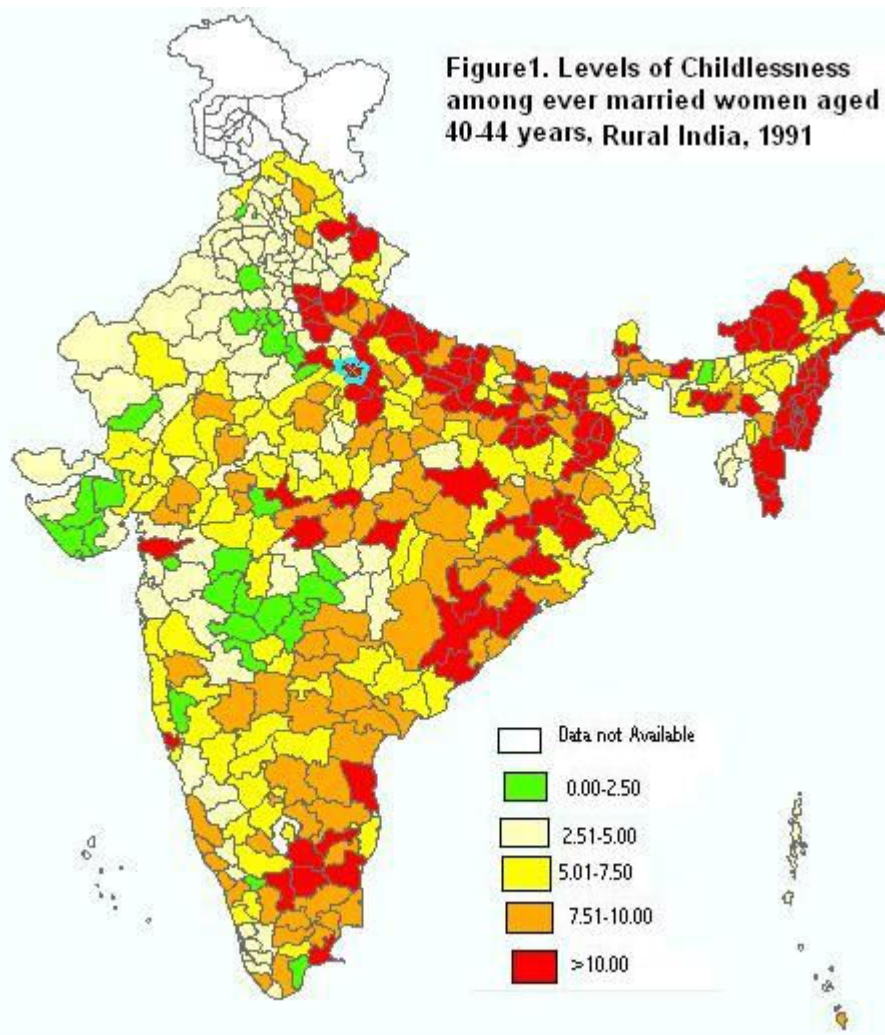 Figure1. Levels of Childlessness
among ever married women aged
40-44 years, Rural India, 1991
Data not Available
0.00-2.50
2.51-5.00
5.01-7.50
7.51-10.00
>10.00